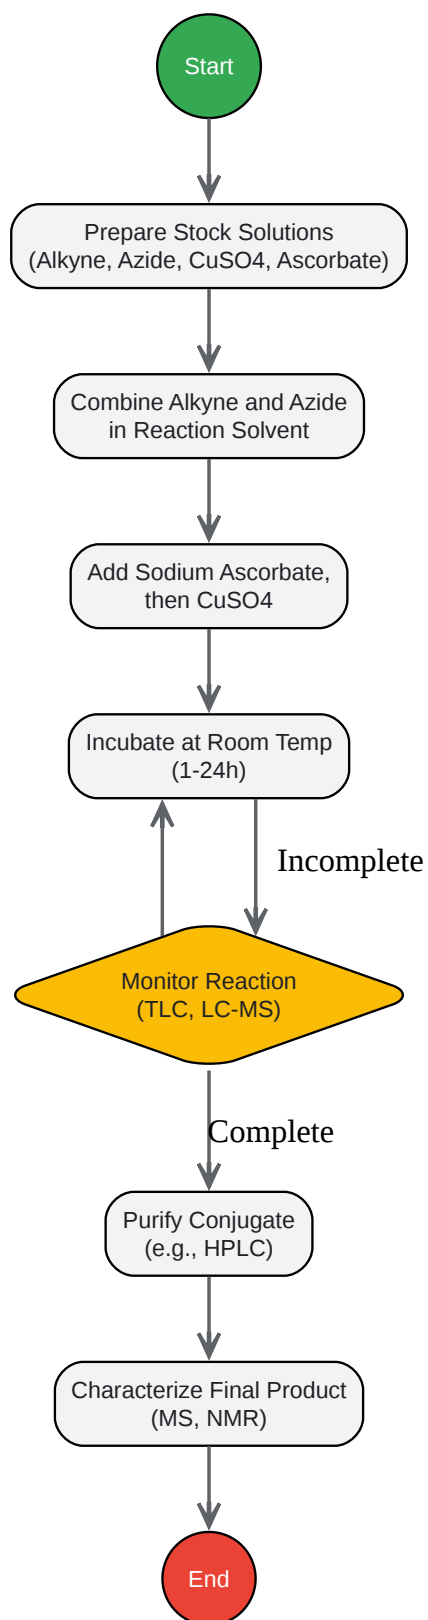 Start
Prepare Stock Solutions
(Alkyne, Azide, CuSO4, Ascorbate)
Combine Alkyne and Azide
in Reaction Solvent
Add Sodium Ascorbate,
then CuSO4
Incubate at Room Temp
(1-24h)
Incomplete
Monitor Reaction
(TLC, LC-MS)
Complete
Purify Conjugate
(e.g., HPLC)
Characterize Final Product
(MS, NMR)
End